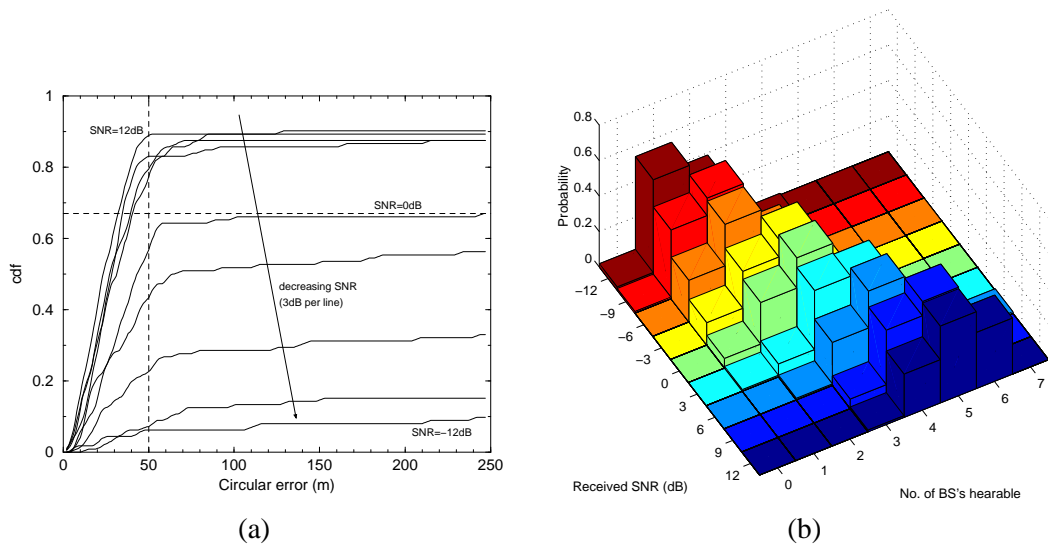 1
0.8
0.6
0.4
0.2
0
cdf
0 50 100 150 200 250
Circular error (m)
SNR=12dB
SNR=0dB
decreasing SNR
(3dB per line)
SNR=−12dB
(a)
0.8
0.6
0.4
0.2
0
Probability
−12
−9
−6
−3
0
3
6
9
12
Received SNR (dB)
0
1
2
3
4
5
6
7
No. of BS's hearable
(b)